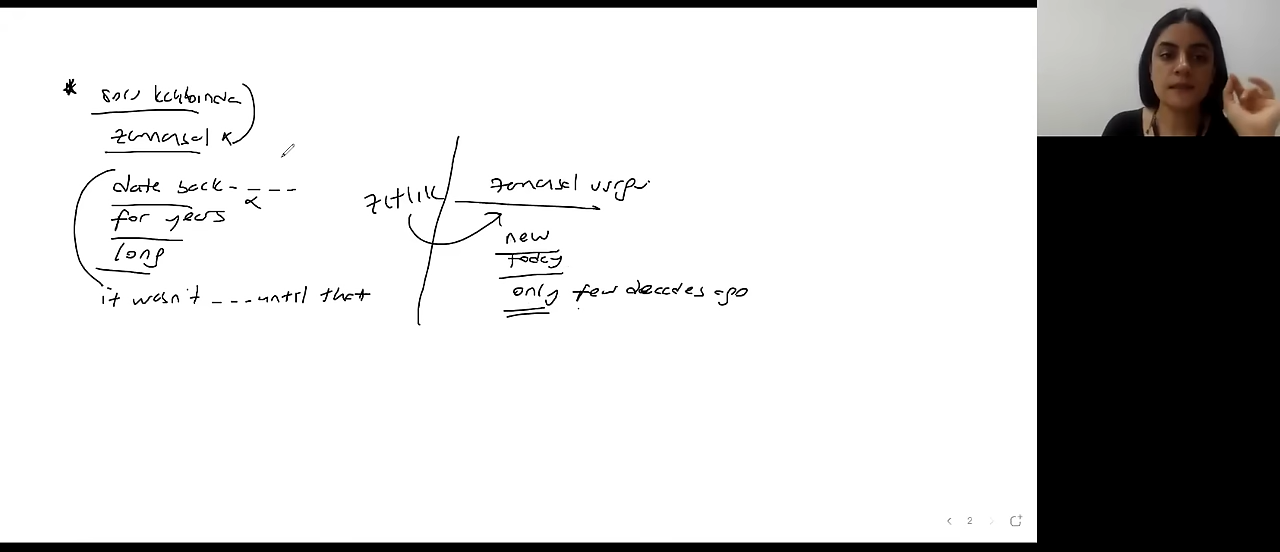 * soru kalıbında
zamansal
date back - - - -
for years
long
it wasn't - - - until that
zıtlık
zamansal vurgu
new
today
only few decades ago
2